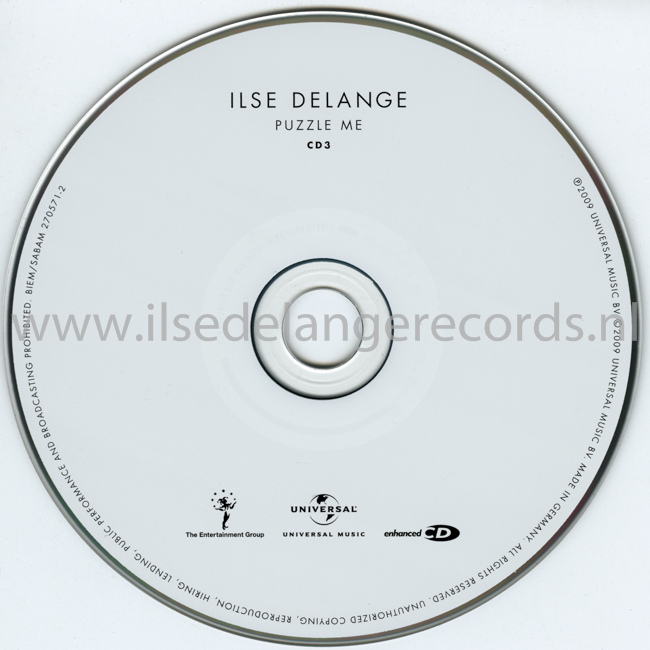 ILSE DELANGE
PUZZLE ME
CD3
℗2009 UNIVERSAL MUSIC BV ©2009 UNIVERSAL MUSIC BV. MADE IN GERMANY. ALL RIGHTS RESERVED. UNAUTHORIZED COPYING, REPRODUCTION, HIRING, LENDING, PUBLIC PERFORMANCE AND BROADCASTING PROHIBITED. BIEM/SABAM 270571-2
www.ilsedelangerecords.nl
The Entertainment Group
UNIVERSAL
UNIVERSAL MUSIC
enhanced CD